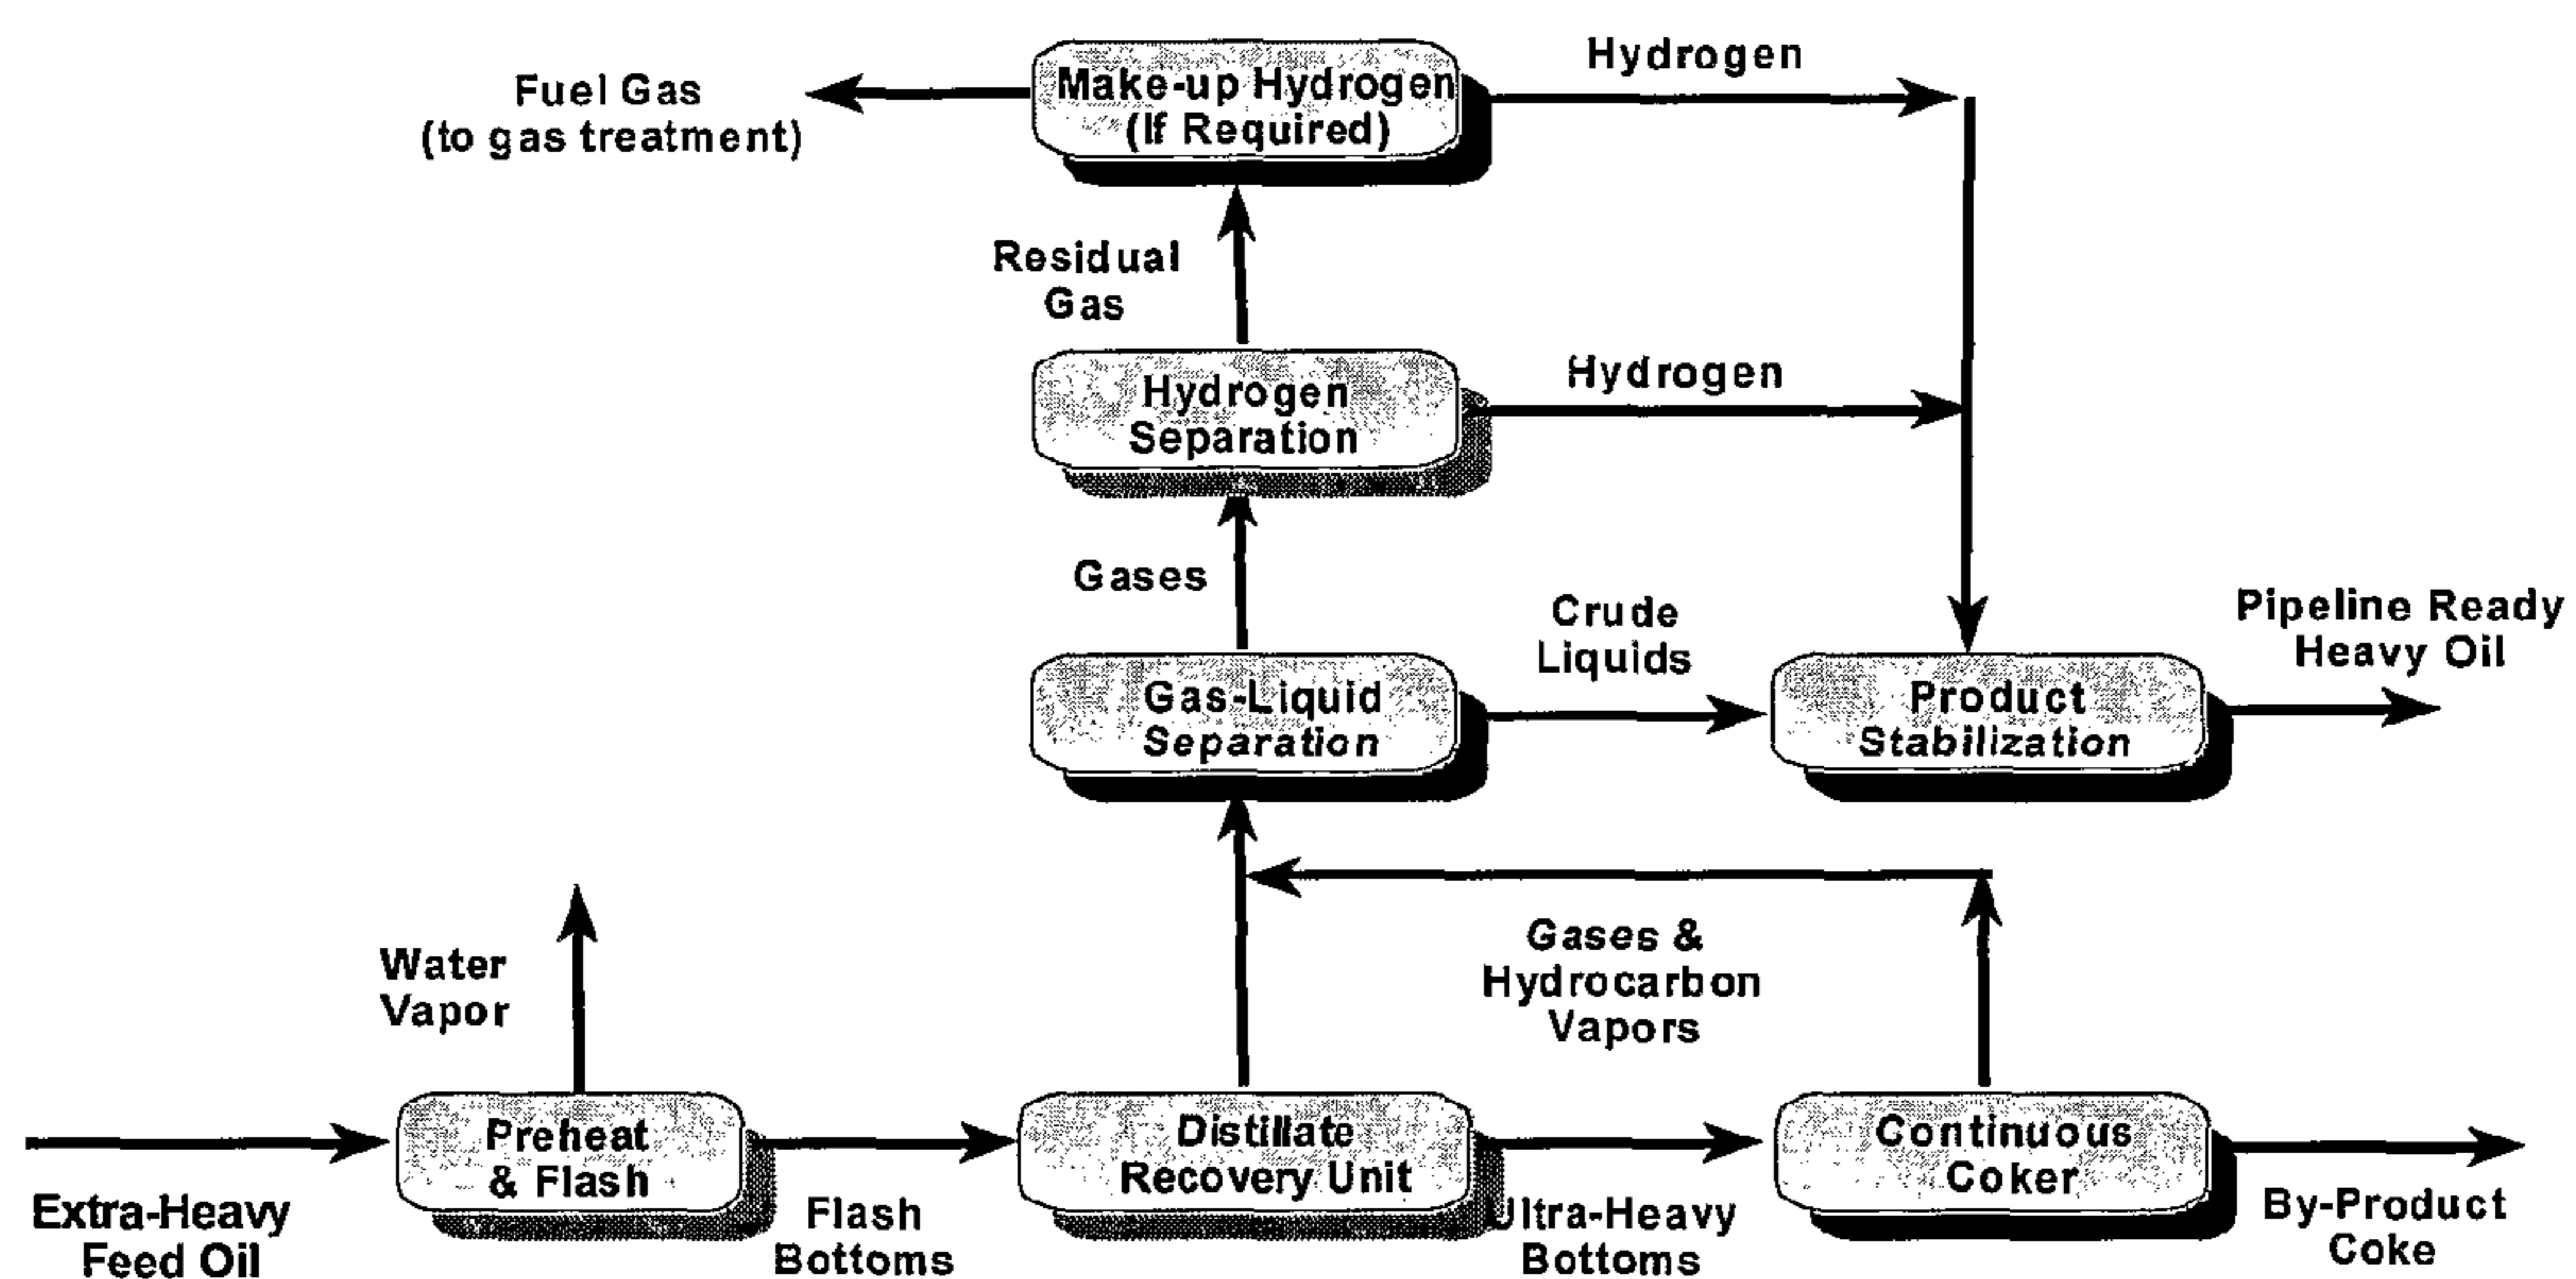 Hydrogen
Fuel Gas
(to gas treatment)
Make-up Hydrogen
(If Required)
Residual
Gas
Hydrogen
Hydrogen
Separation
Gases
Crude
Liquids
Pipeline Ready
Heavy Oil
Gas-Liquid
Separation
Product
Stabilization
Water
Vapor
Gases &
Hydrocarbon
Vapors
Preheat
& Flash
Distillate
Recovery Unit
Continuous
Coker
Extra-Heavy
Feed Oil
Flash
Bottoms
Ultra-Heavy
Bottoms
By-Product
Coke